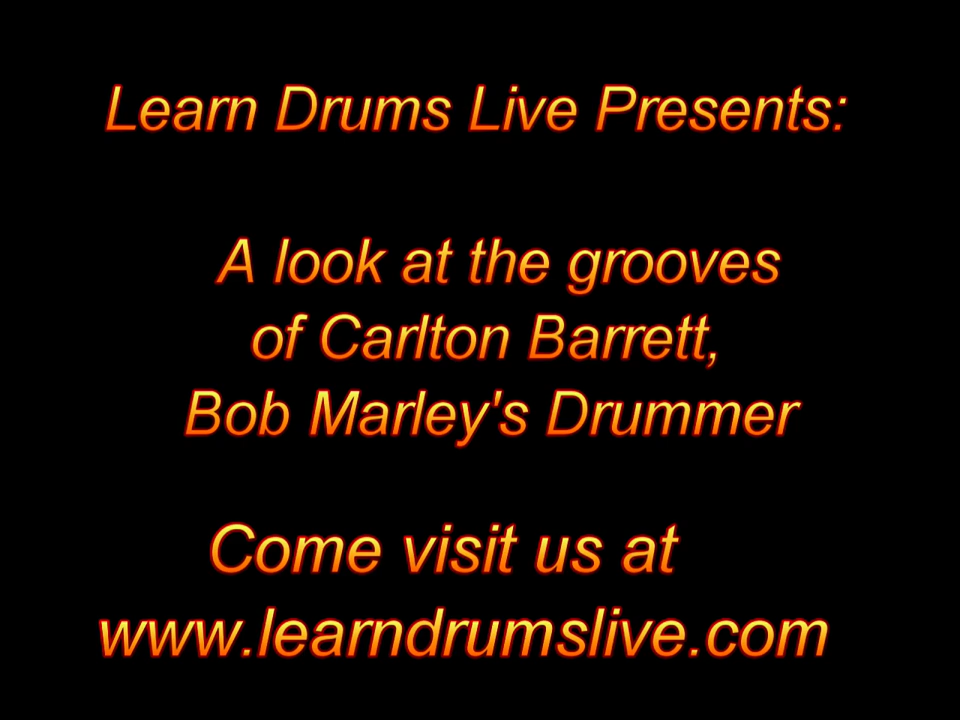 Learn Drums Live Presents:
A look at the grooves
of Carlton Barrett,
Bob Marley's Drummer
Come visit us at
www.learndrumslive.com